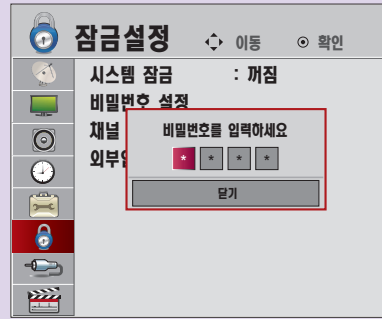 잠금설정 이동 확인
시스템 잠금 : 꺼짐
비밀번호 설정
채널
외부
비밀번호를 입력하세요
* * * *
닫기